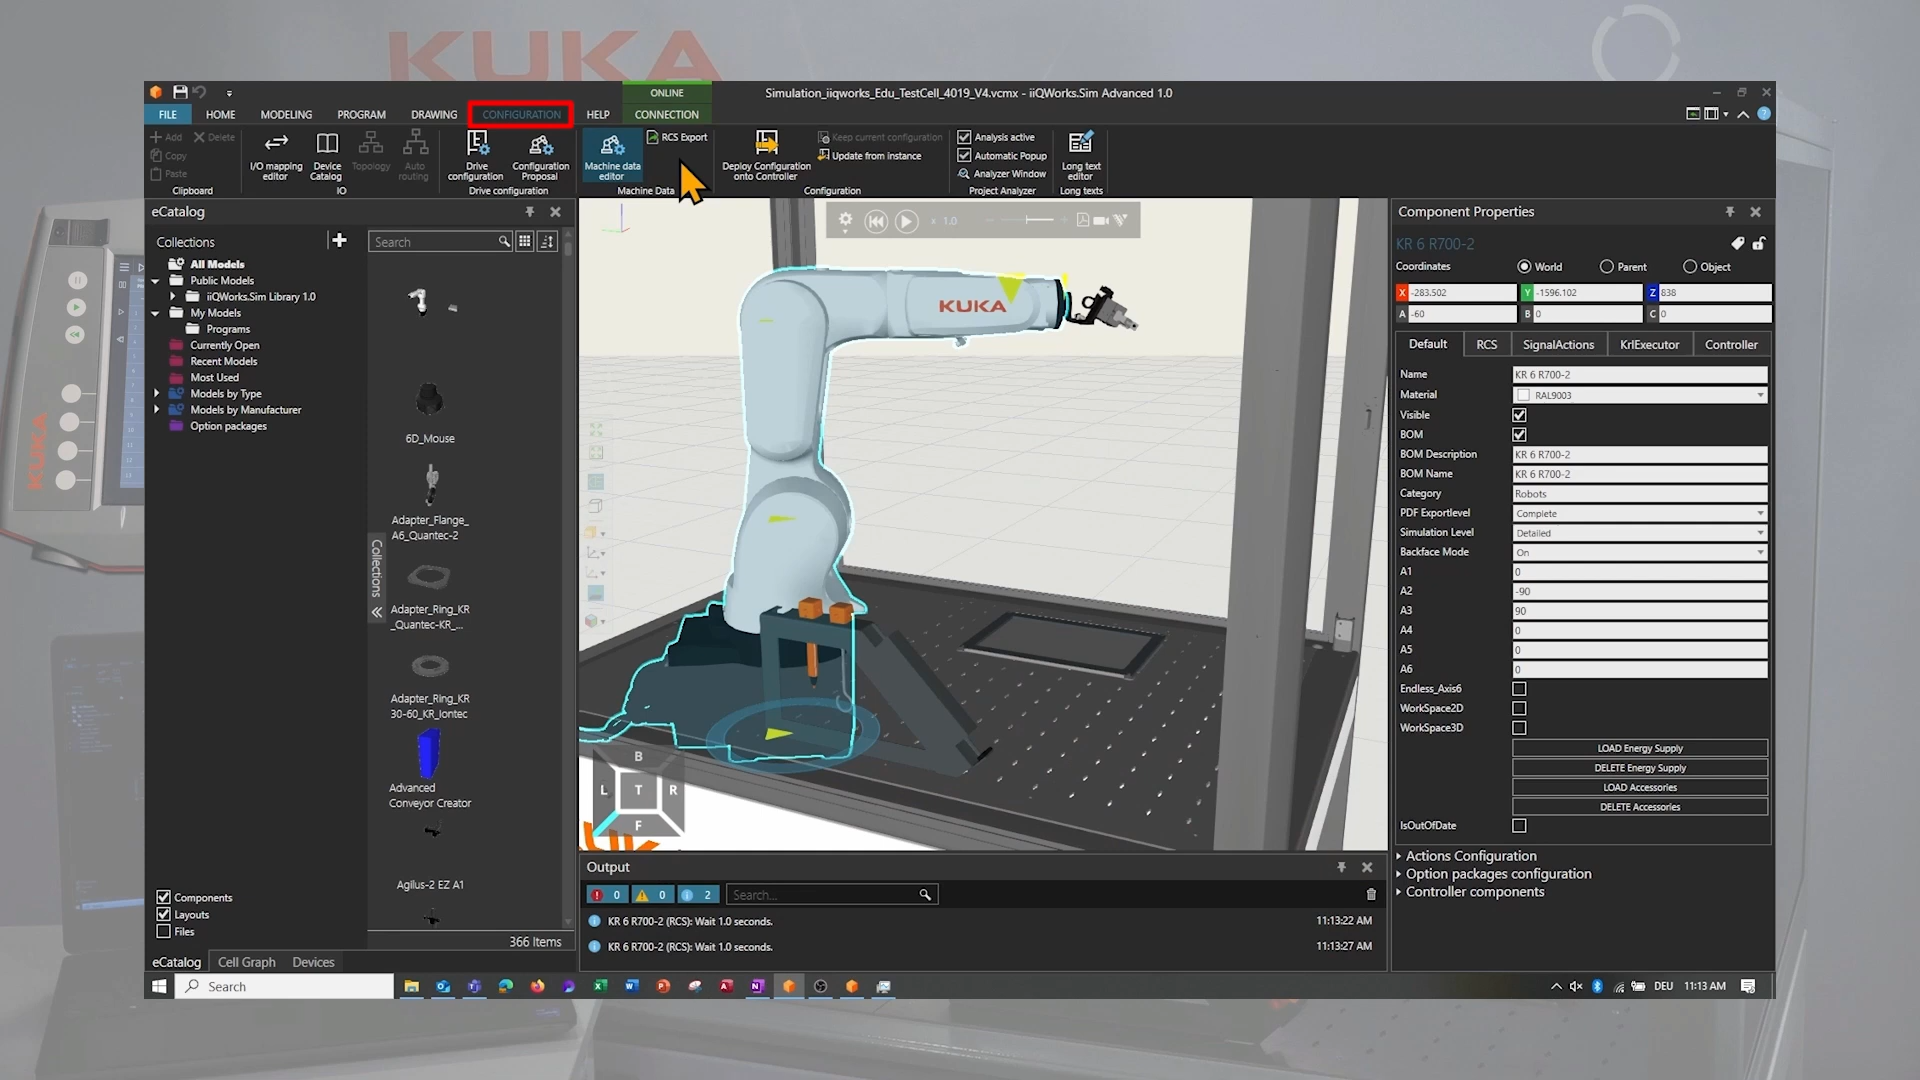 KUKA
ONLINE
Simulation_iiqworks_Edu_TestCell_4019_V4.vcmx - iiQWorks.Sim Advanced 1.0
FILE HOME MODELING PROGRAM DRAWING CONFIGURATION HELP CONNECTION
Add Delete
Copy
Paste
Clipboard
I/O mapping editor
Device Catalog
Topology
Auto routing
IO
Drive configuration
Configuration Proposal
Drive configuration
Machine data editor
RCS Export
Machine Data
Deploy Configuration onto Controller
Keep current configuration
Update from instance
Configuration
Analysis active
Automatic Popup
Analyzer Window
Project Analyzer
Long text editor
Long texts
eCatalog
Collections
Search
All Models
Public Models
iiQWorks.Sim Library 1.0
My Models
Programs
Currently Open
Recent Models
Most Used
Models by Type
Models by Manufacturer
Option packages
Collections
6D_Mouse
Adapter_Flange_
A6_Quantec-2
Adapter_Ring_KR
_Quantec-KR_...
Adapter_Ring_KR
30-60_KR_Iontec
Advanced
Conveyor Creator
Agilus-2 EZ A1
Components
Layouts
Files
366 Items
eCatalog Cell Graph Devices
x 1.0
KUKA
B
L T R
F
Output
0 0 2 Search...
KR 6 R700-2 (RCS): Wait 1.0 seconds. 11:13:22 AM
KR 6 R700-2 (RCS): Wait 1.0 seconds. 11:13:27 AM
Component Properties
KR 6 R700-2
Coordinates World Parent Object
X -283.502 Y -1596.102 Z 838
A -60 B 0 C 0
Default RCS SignalActions KrlExecutor Controller
Name KR 6 R700-2
Material RAL9003
Visible
BOM
BOM Description KR 6 R700-2
BOM Name KR 6 R700-2
Category Robots
PDF Exportlevel Complete
Simulation Level Detailed
Backface Mode On
A1 0
A2 -90
A3 90
A4 0
A5 0
A6 0
Endless_Axis6
WorkSpace2D
WorkSpace3D
LOAD Energy Supply
DELETE Energy Supply
LOAD Accessories
DELETE Accessories
IsOutOfDate
Actions Configuration
Option packages configuration
Controller components
Search
DEU 11:13 AM
KUKA